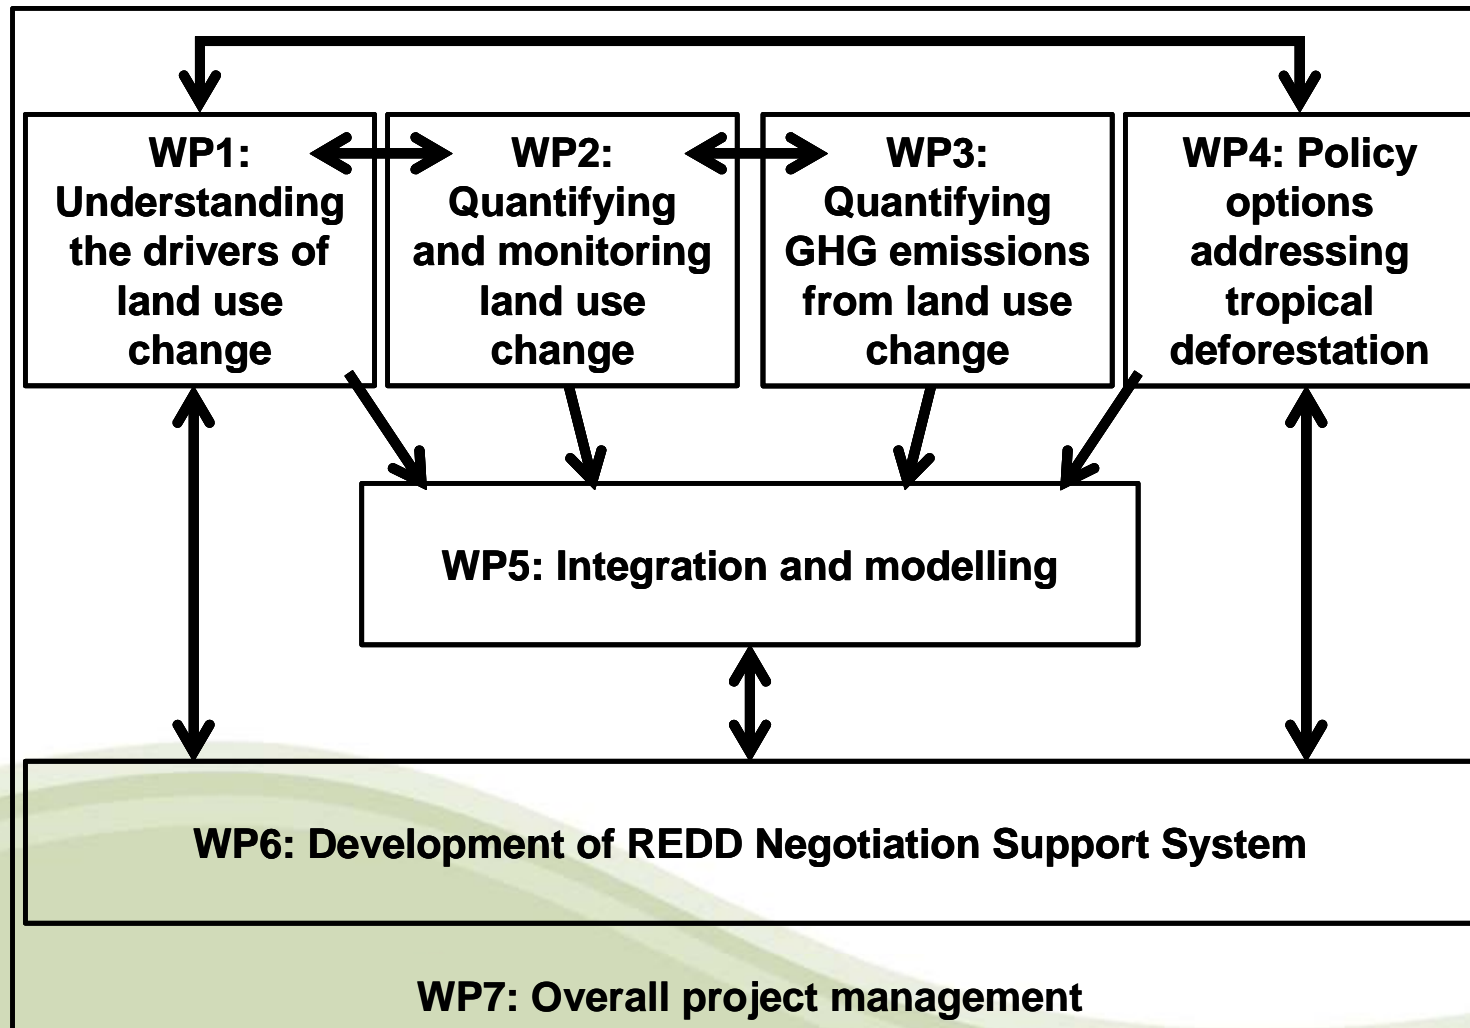 WP1:
Understanding
the drivers of
land use
change
WP2:
Quantifying
and monitoring
land use
change
WP3:
Quantifying
GHG emissions
from land use
change
WP4: Policy
options
addressing
tropical
deforestation
WP5: Integration and modelling
WP6: Development of REDD Negotiation Support System
WP7: Overall project management